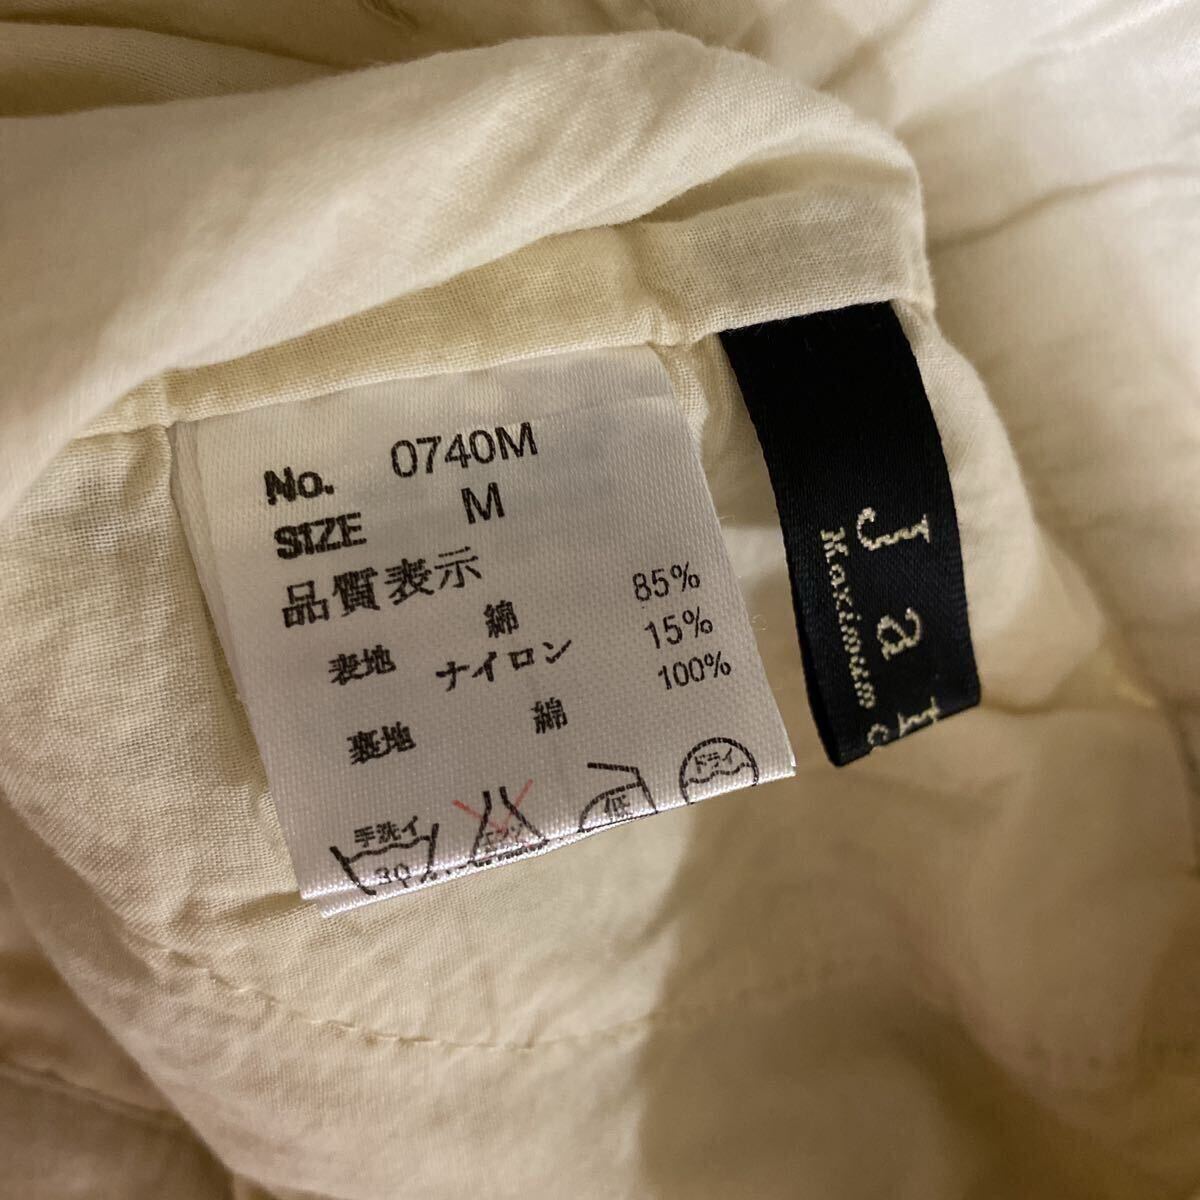 No. 0740M
SIZE M
品質表示
表地 綿 85%
ナイロン 15%
裏地 綿 100%
手洗イ
30
低
ドライ
Ja
Maximum